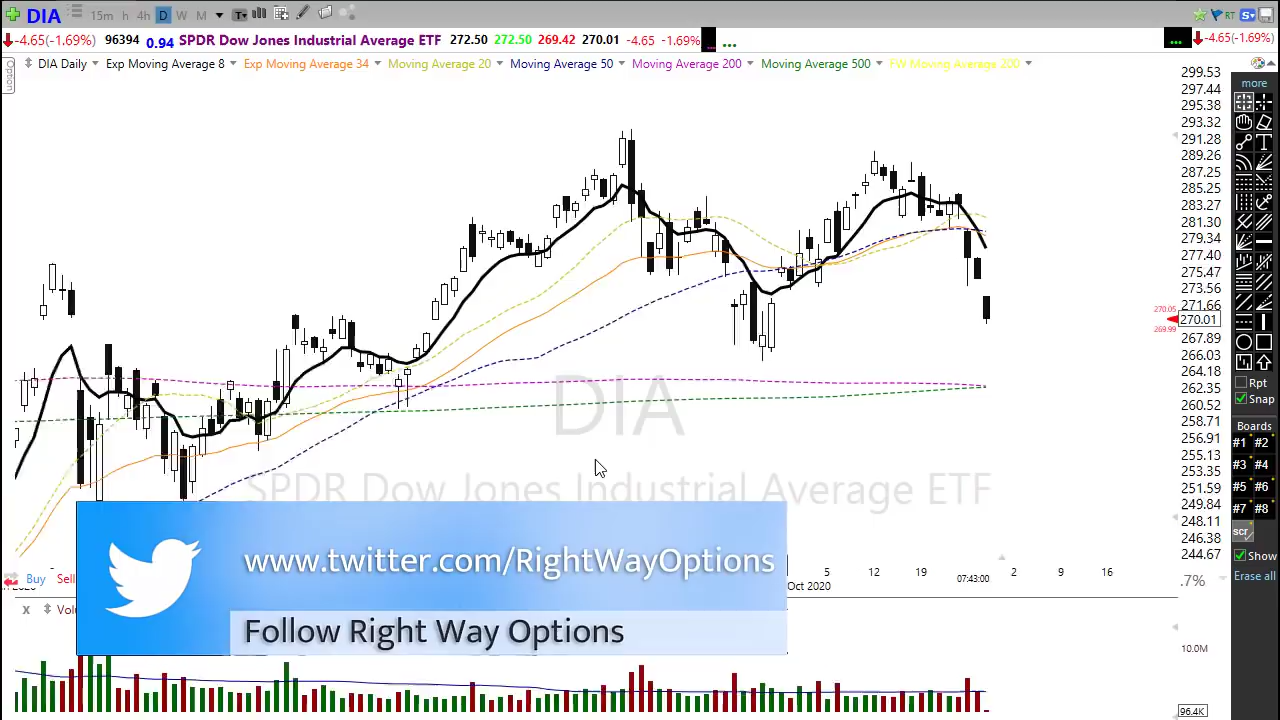 DIA 15m h 4h D W M T RT S
-4.65(-1.69%) 96394 0.94 SPDR Dow Jones Industrial Average ETF 272.50 272.50 269.42 270.01 -4.65 -1.69% ... ... -4.65(-1.69%)
Option
DIA Daily Exp Moving Average 8 Exp Moving Average 34 Moving Average 20 Moving Average 50 Moving Average 200 Moving Average 500 FW Moving Average 200
299.53
297.44
295.38
293.32
291.28
289.26
287.25
285.25
283.27
281.30
279.34
277.40
275.47
273.56
271.66
270.05
270.01
269.99
267.89
266.03
264.18
262.35
260.52
258.71
256.91
255.13
253.35
251.59
249.84
248.11
246.38
244.67
more
T
Rpt
Snap
Boards
#1 #2
#3 #4
#5 #6
#7 #8
scr
Show
Erase all
DIA
SPDR Dow Jones Industrial Average ETF
www.twitter.com/RightWayOptions
Follow Right Way Options
Buy Sell
5 12 19 07:43:00 2 9 16
Oct 2020
.7%
x
10.0M
96.4K